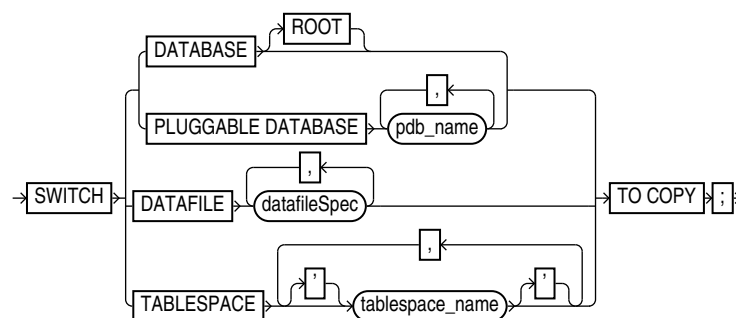 ROOT
DATABASE
,
PLUGGABLE DATABASE pdb_name
,
SWITCH DATAFILE datafileSpec TO COPY ;
,
TABLESPACE ' tablespace_name '